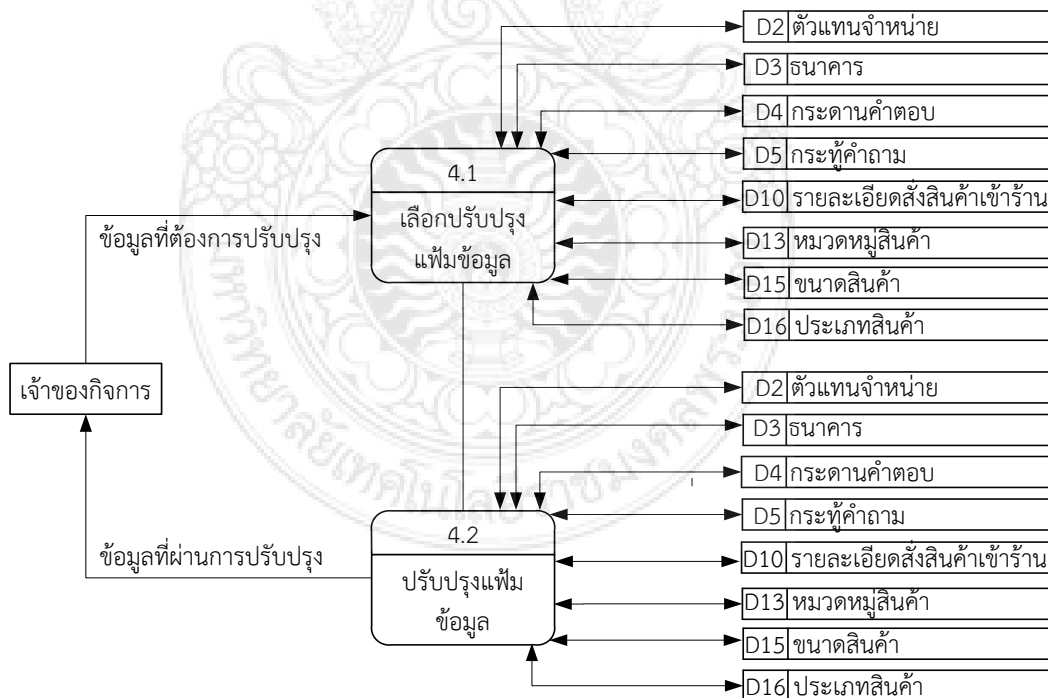 D2 ตัวแทนจำหน่าย
D3 ธนาคาร
D4 กระดานคำตอบ
D5 กระทู้คำถาม
D10 รายละเอียดสั่งสินค้าเข้าร้าน
D13 หมวดหมู่สินค้า
D15 ขนาดสินค้า
D16 ประเภทสินค้า
4.1
เลือกปรับปรุง
แฟ้มข้อมูล
ข้อมูลที่ต้องการปรับปรุง
เจ้าของกิจการ
D2 ตัวแทนจำหน่าย
D3 ธนาคาร
D4 กระดานคำตอบ
D5 กระทู้คำถาม
D10 รายละเอียดสั่งสินค้าเข้าร้าน
D13 หมวดหมู่สินค้า
D15 ขนาดสินค้า
D16 ประเภทสินค้า
4.2
ปรับปรุงแฟ้ม
ข้อมูล
ข้อมูลที่ผ่านการปรับปรุง